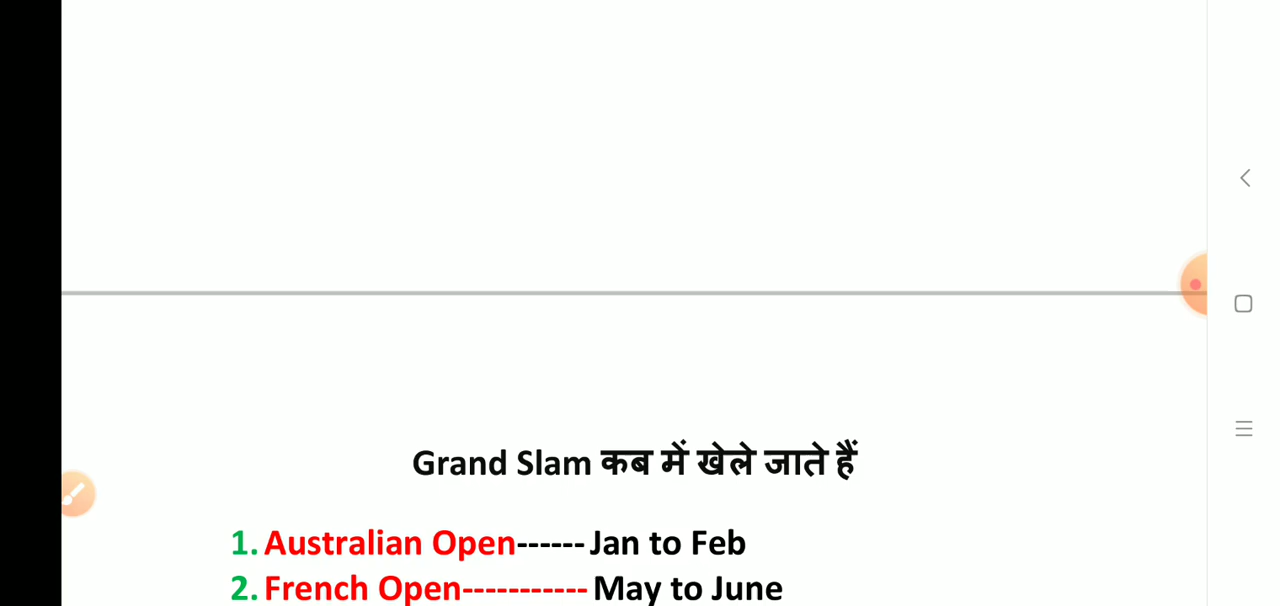 Grand Slam कब में खेले जाते हैं
1. Australian Open------ Jan to Feb
2. French Open----------- May to June